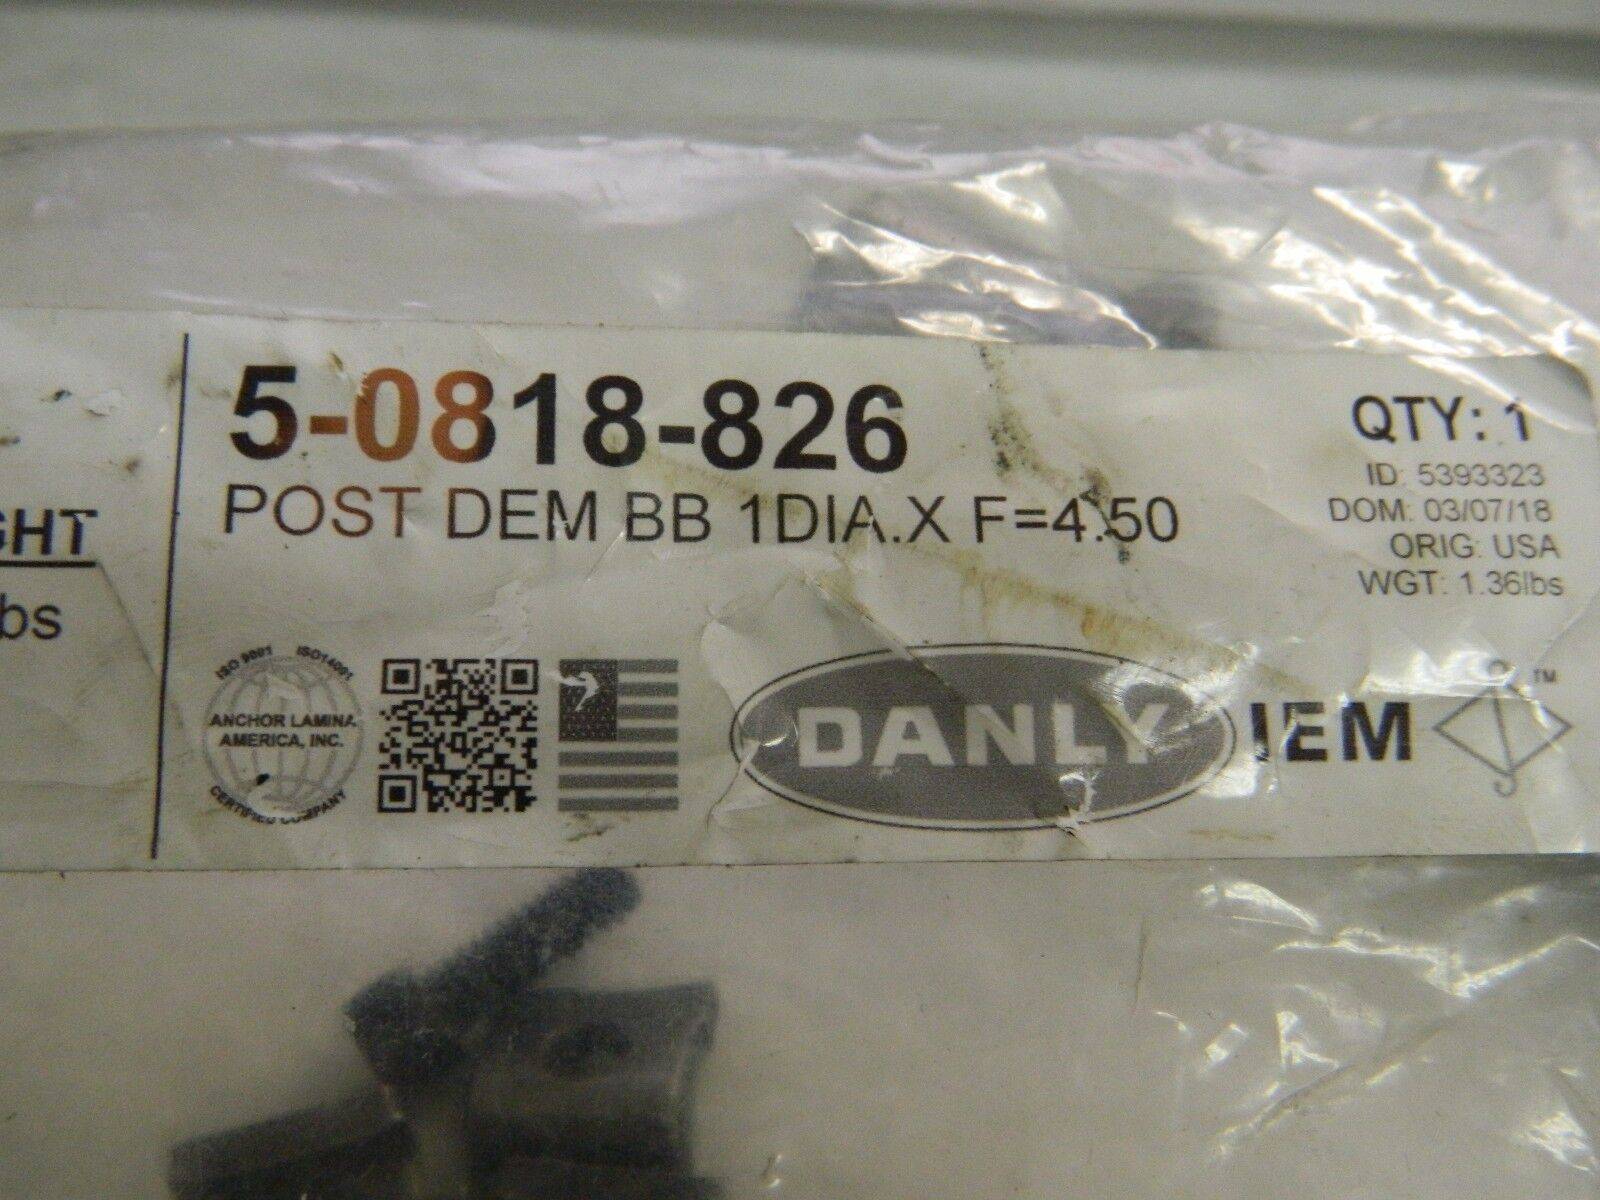 GHT
bs
5-0818-826
POST DEM BB 1DIA.X F=4.50
QTY: 1
ID: 5393323
DOM: 03/07/18
ORIG: USA
WGT: 1.36lbs
ISO 9001 ISO14001
ANCHOR LAMINA
AMERICA, INC.
CERTIFIED COMPANY
DANLY IEM TM